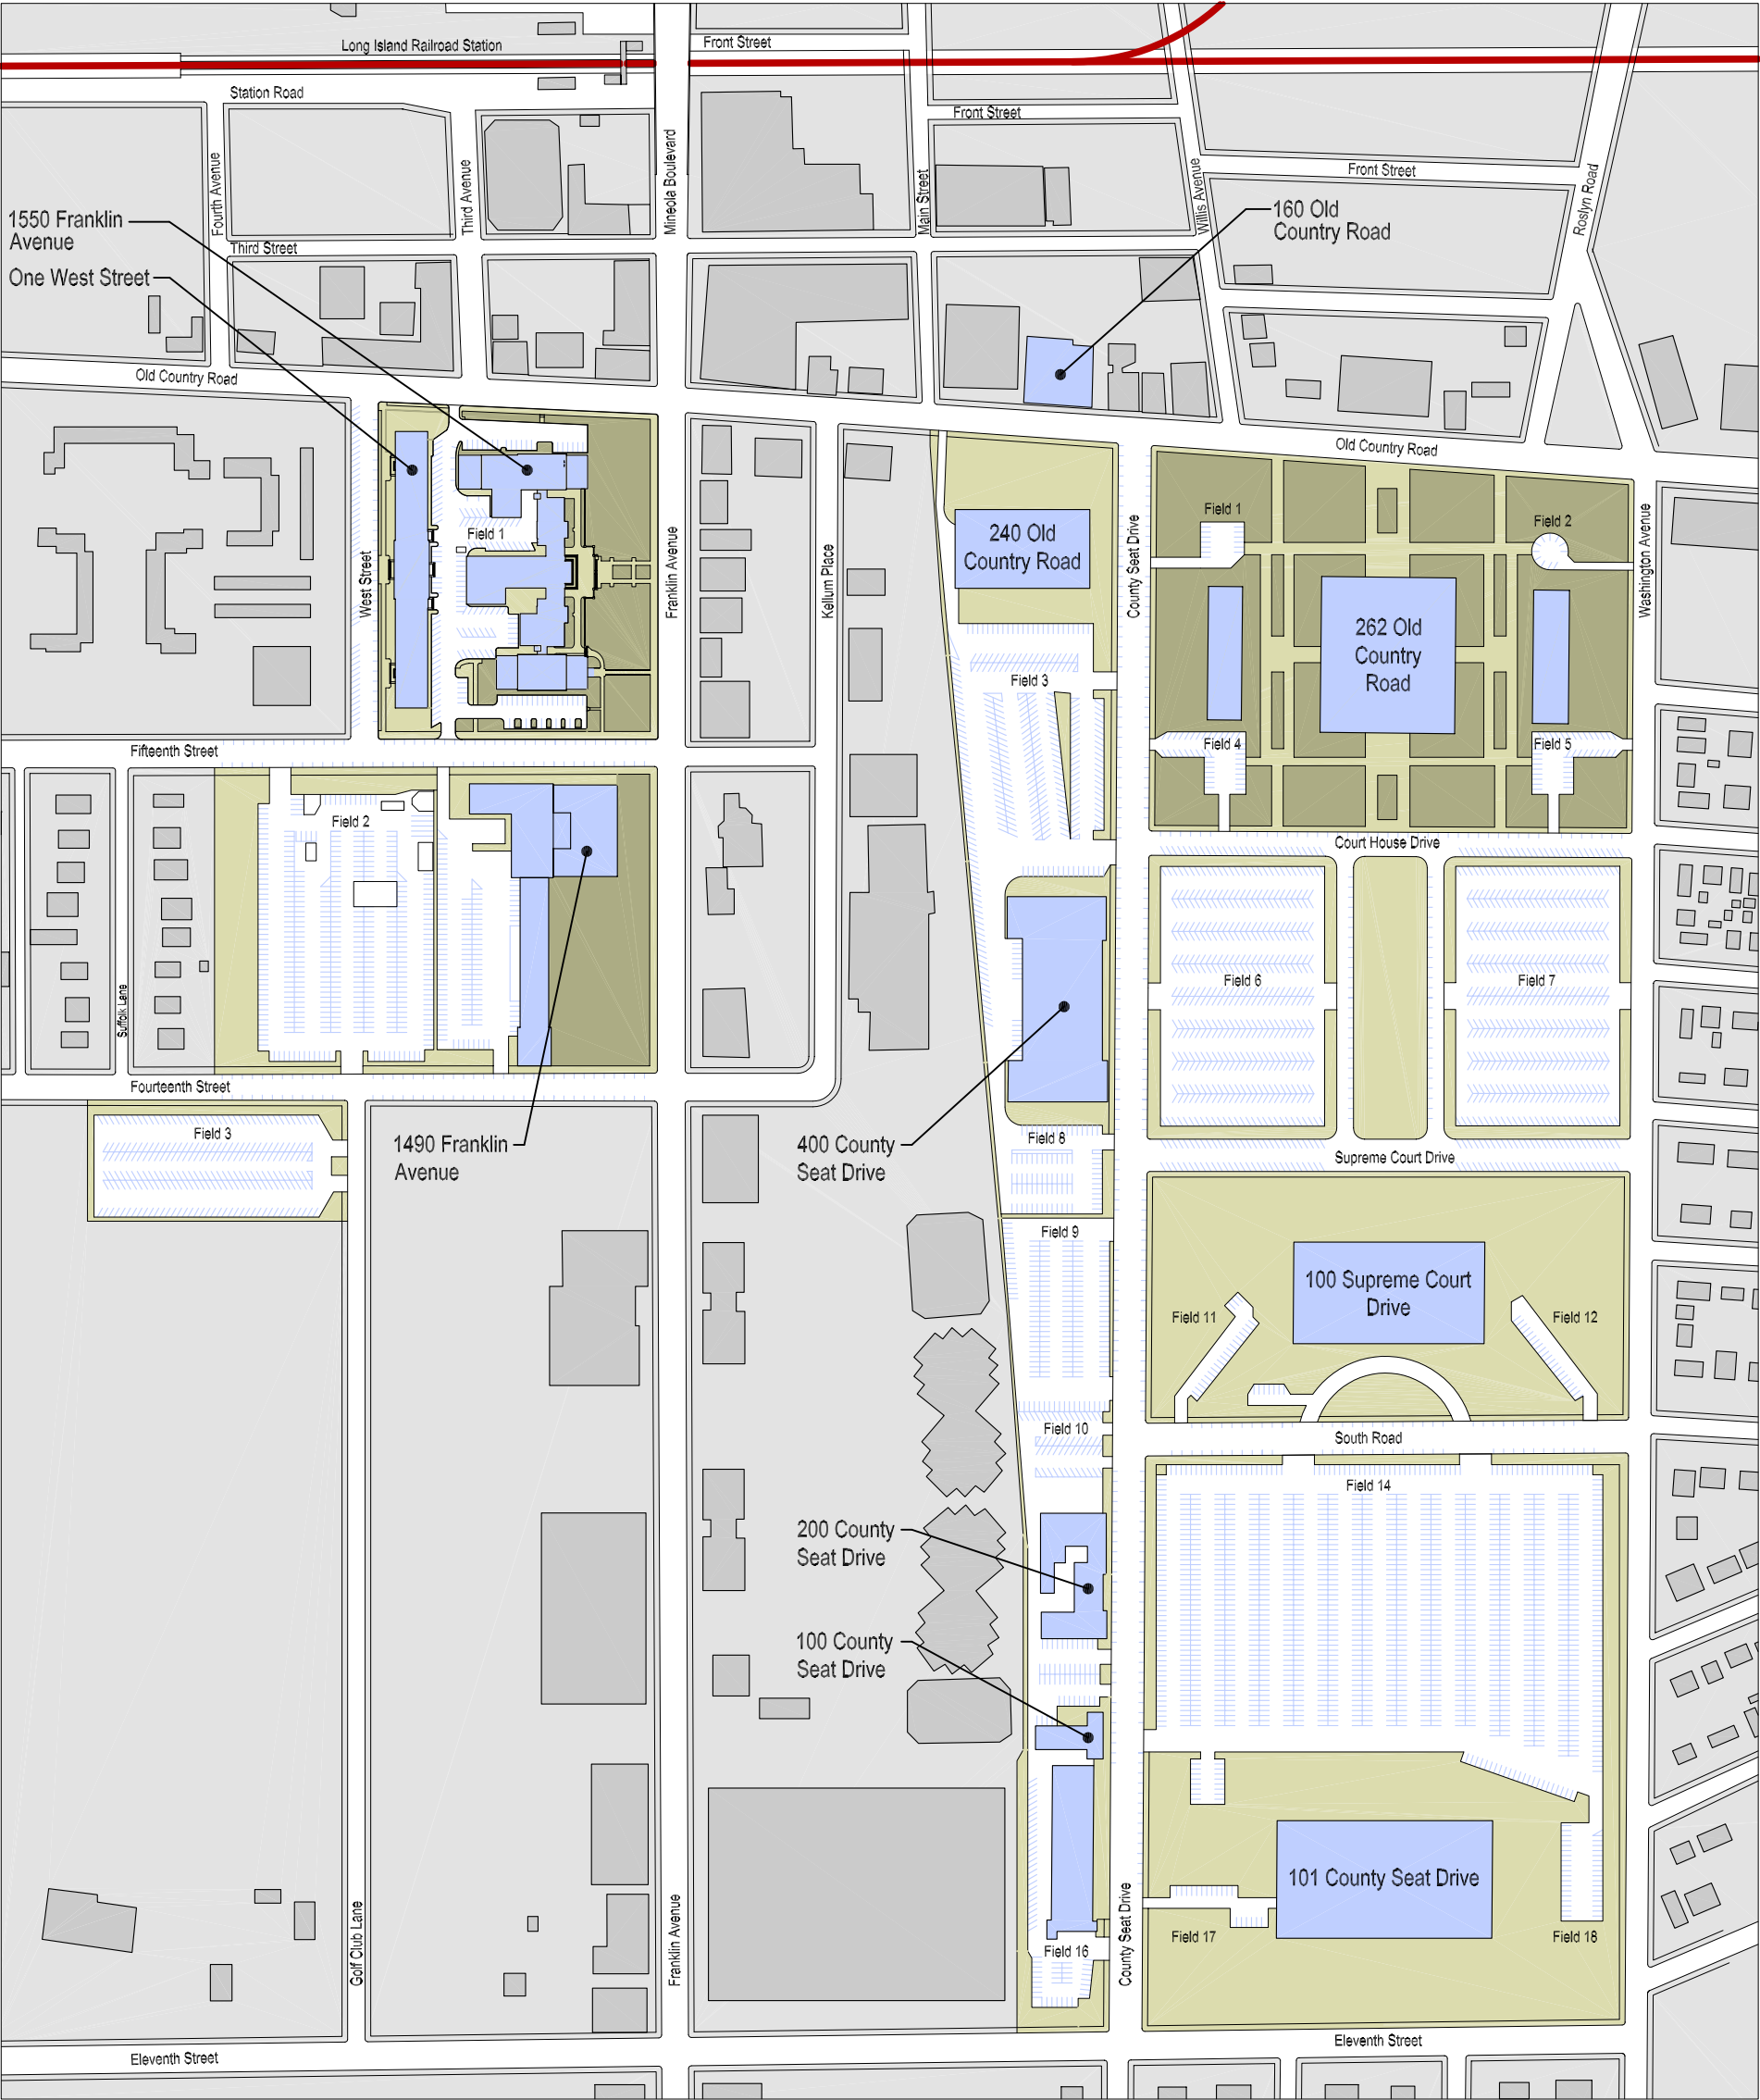 Long Island Railroad Station
Front Street
Station Road
Front Street
Fourth Avenue
Third Avenue
Mineola Boulevard
Main Street
Willis Avenue
Front Street
Roslyn Road
1550 Franklin
Avenue
160 Old
Country Road
Third Street
One West Street
Old Country Road
Old Country Road
Field 1
240 Old
Country Road
County Seat Drive
Field 1
Field 2
West Street
Franklin Avenue
Kellum Place
Washington Avenue
262 Old
Country
Road
Field 3
Fifteenth Street
Field 4
Field 5
Field 2
Court House Drive
Suffolk Lane
Field 6
Field 7
Fourteenth Street
Field 3
1490 Franklin
Avenue
400 County
Seat Drive
Field 8
Supreme Court Drive
Field 9
100 Supreme Court
Drive
Field 11
Field 12
Field 10
South Road
Field 14
200 County
Seat Drive
100 County
Seat Drive
101 County Seat Drive
Golf Club Lane
Franklin Avenue
County Seat Drive
Field 16
Field 17
Field 18
Eleventh Street
Eleventh Street